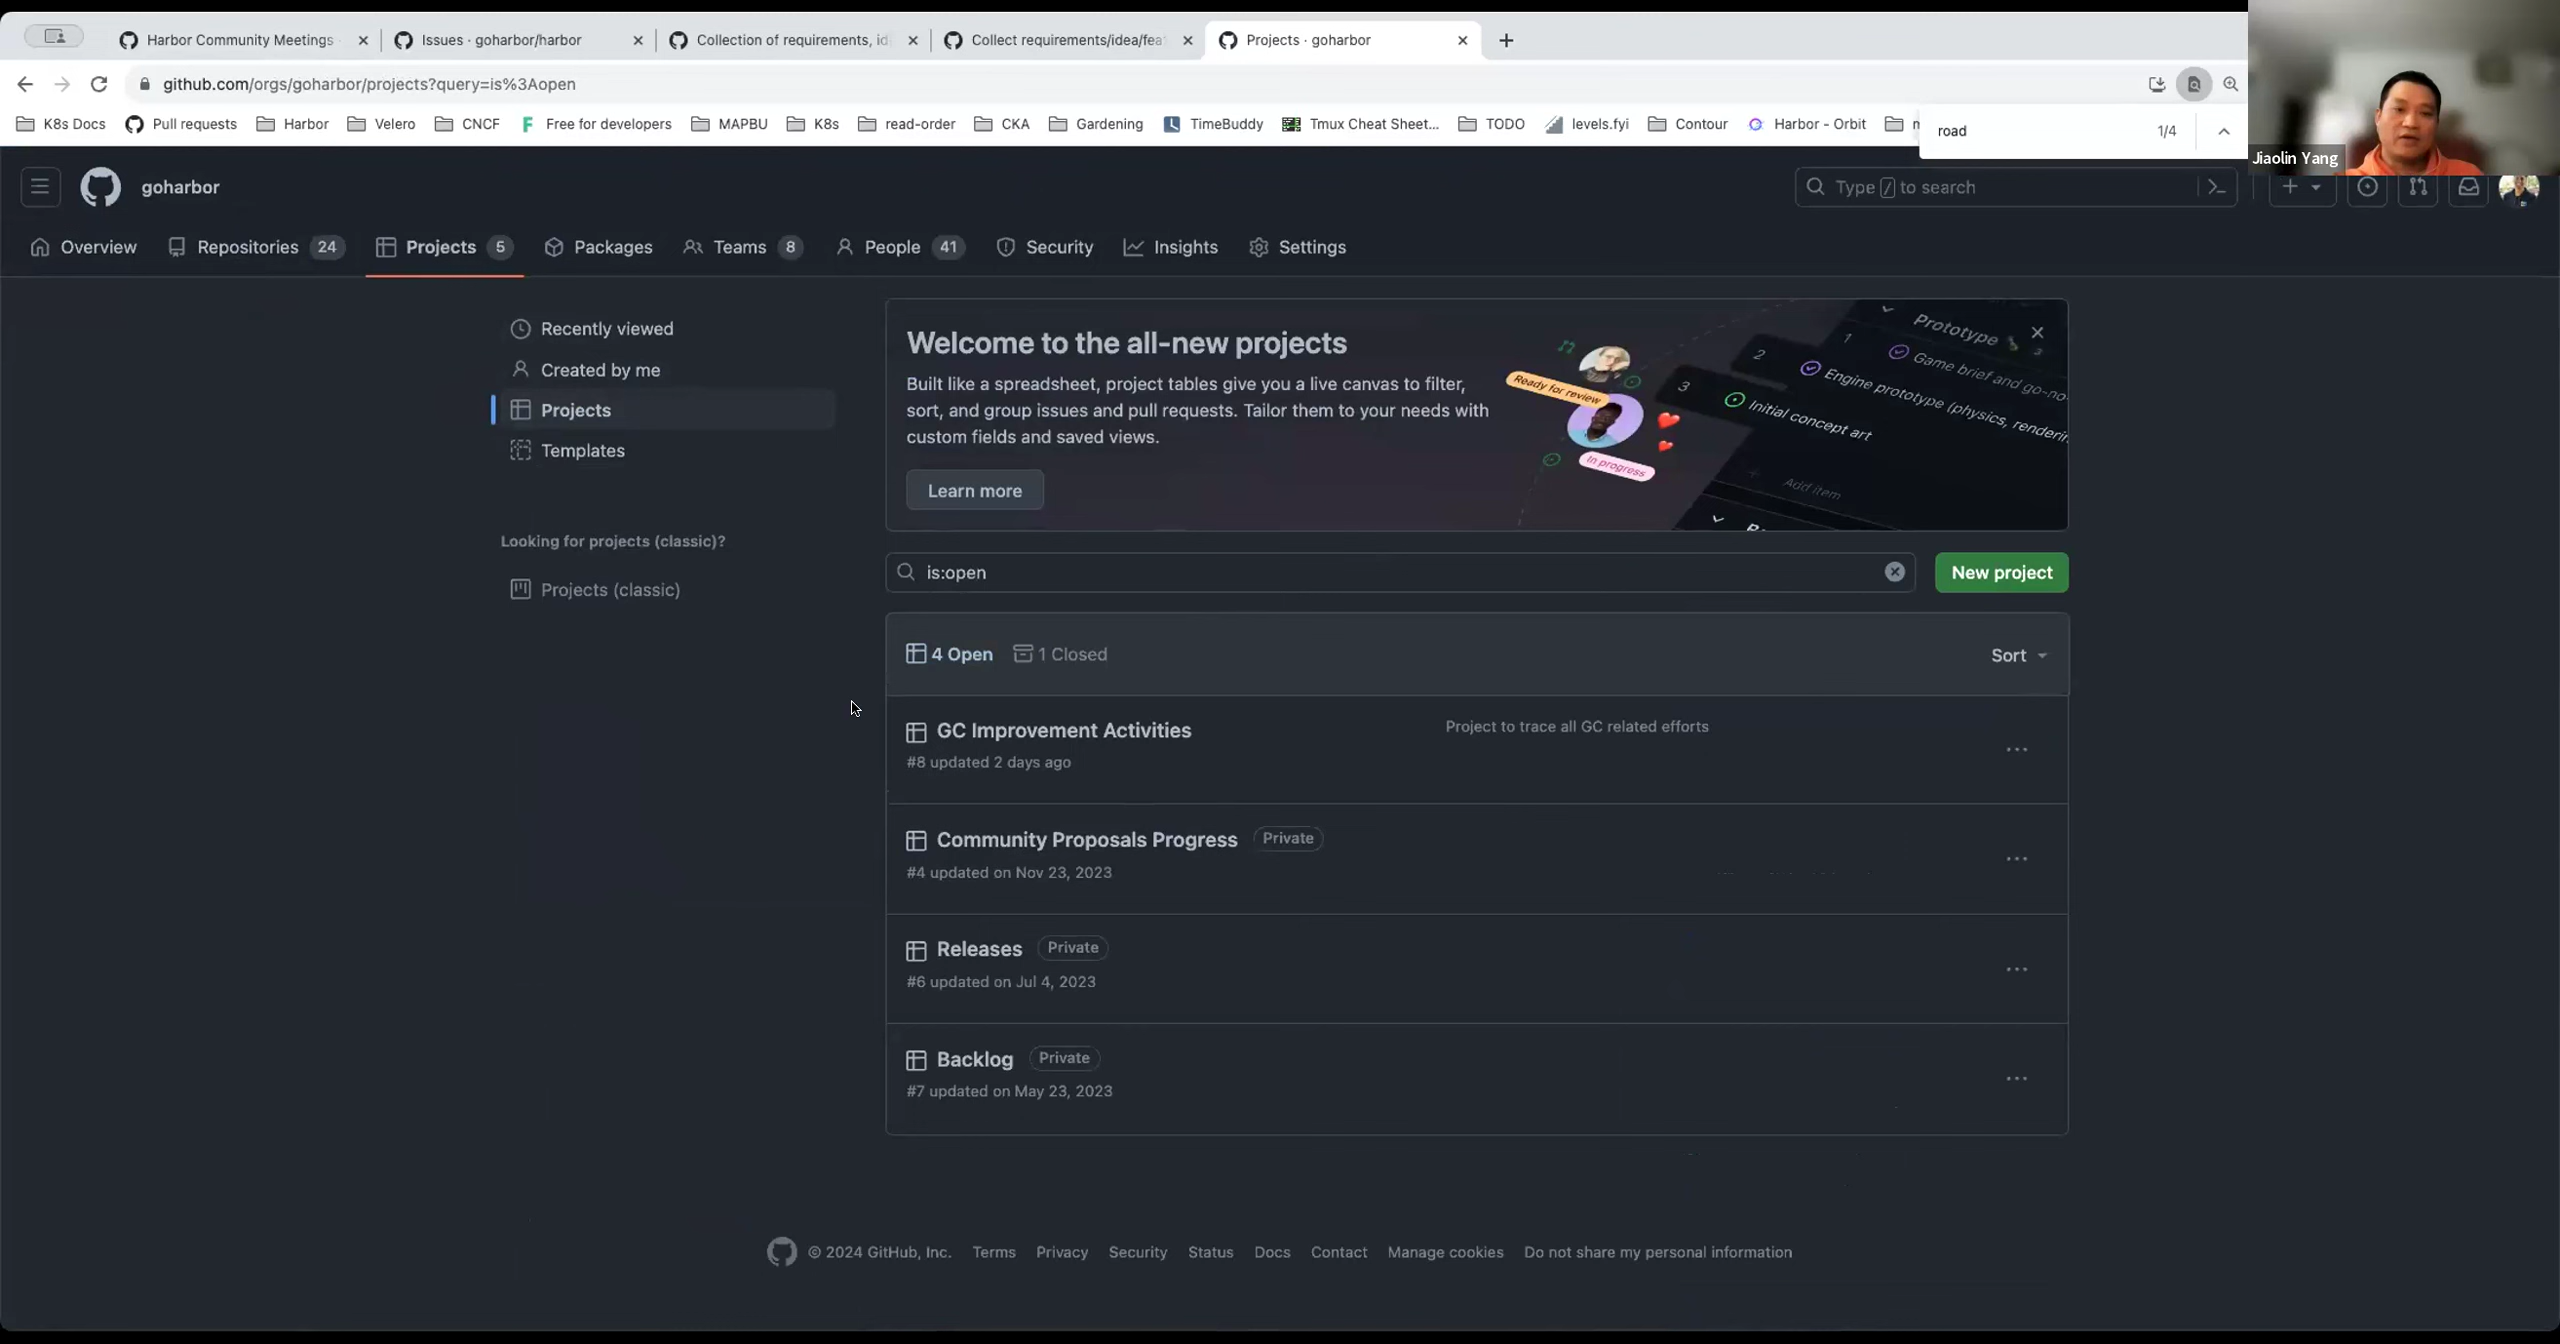 Harbor Community Meetings
Issues · goharbor/harbor
Collection of requirements, id
Collect requirements/idea/fea
Projects · goharbor
github.com/orgs/goharbor/projects?query=is%3Aopen
K8s Docs
Pull requests
Harbor
Velero
CNCF
Free for developers
MAPBU
K8s
read-order
CKA
Gardening
TimeBuddy
Tmux Cheat Sheet...
TODO
levels.fyi
Contour
Harbor - Orbit
road
1/4
Jiaolin Yang
goharbor
Type / to search
Overview
Repositories 24
Projects 5
Packages
Teams 8
People 41
Security
Insights
Settings
Recently viewed
Created by me
Projects
Templates
Looking for projects (classic)?
Projects (classic)
Welcome to the all-new projects
Built like a spreadsheet, project tables give you a live canvas to filter,
sort, and group issues and pull requests. Tailor them to your needs with
custom fields and saved views.
Learn more
Ready for review
In progress
Prototype
3
1 Game brief and go-no
2 Engine prototype (physics, renderin
3 Initial concept art
Add item
is:open
New project
4 Open
1 Closed
Sort
GC Improvement Activities
Project to trace all GC related efforts
#8 updated 2 days ago
Community Proposals Progress Private
#4 updated on Nov 23, 2023
Releases Private
#6 updated on Jul 4, 2023
Backlog Private
#7 updated on May 23, 2023
© 2024 GitHub, Inc.
Terms
Privacy
Security
Status
Docs
Contact
Manage cookies
Do not share my personal information